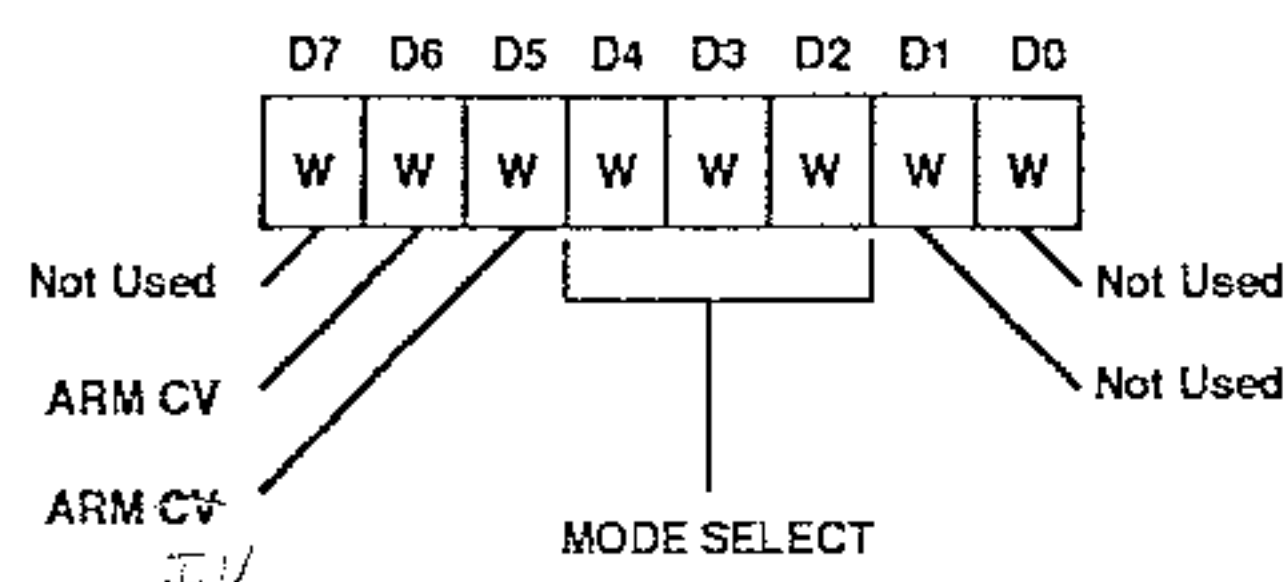 D7 D6 D5 D4 D3 D2 D1 D0
W W W W W W W W
Not Used
Not Used
ARM CV
Not Used
ARM CV
MODE SELECT